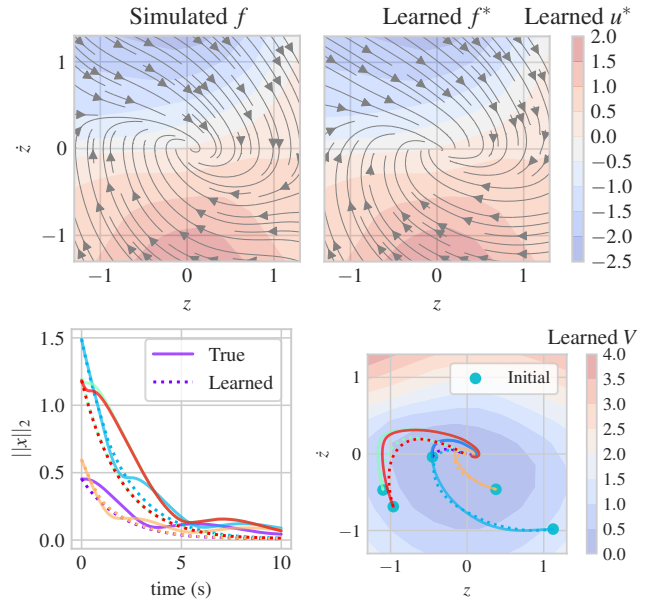 Simulated f
Learned f*
Learned u*
2.0
1.5
1.0
0.5
0.0
−0.5
−1.0
−1.5
−2.0
−2.5
1
0
−1
ż
−1
0
1
z
−1
0
1
z
1.5
1.0
0.5
0.0
||x||₂
True
Learned
0
5
10
time (s)
Learned V
Initial
4.0
3.5
3.0
2.5
2.0
1.5
1.0
0.5
0.0
1
0
−1
ż
−1
0
1
z